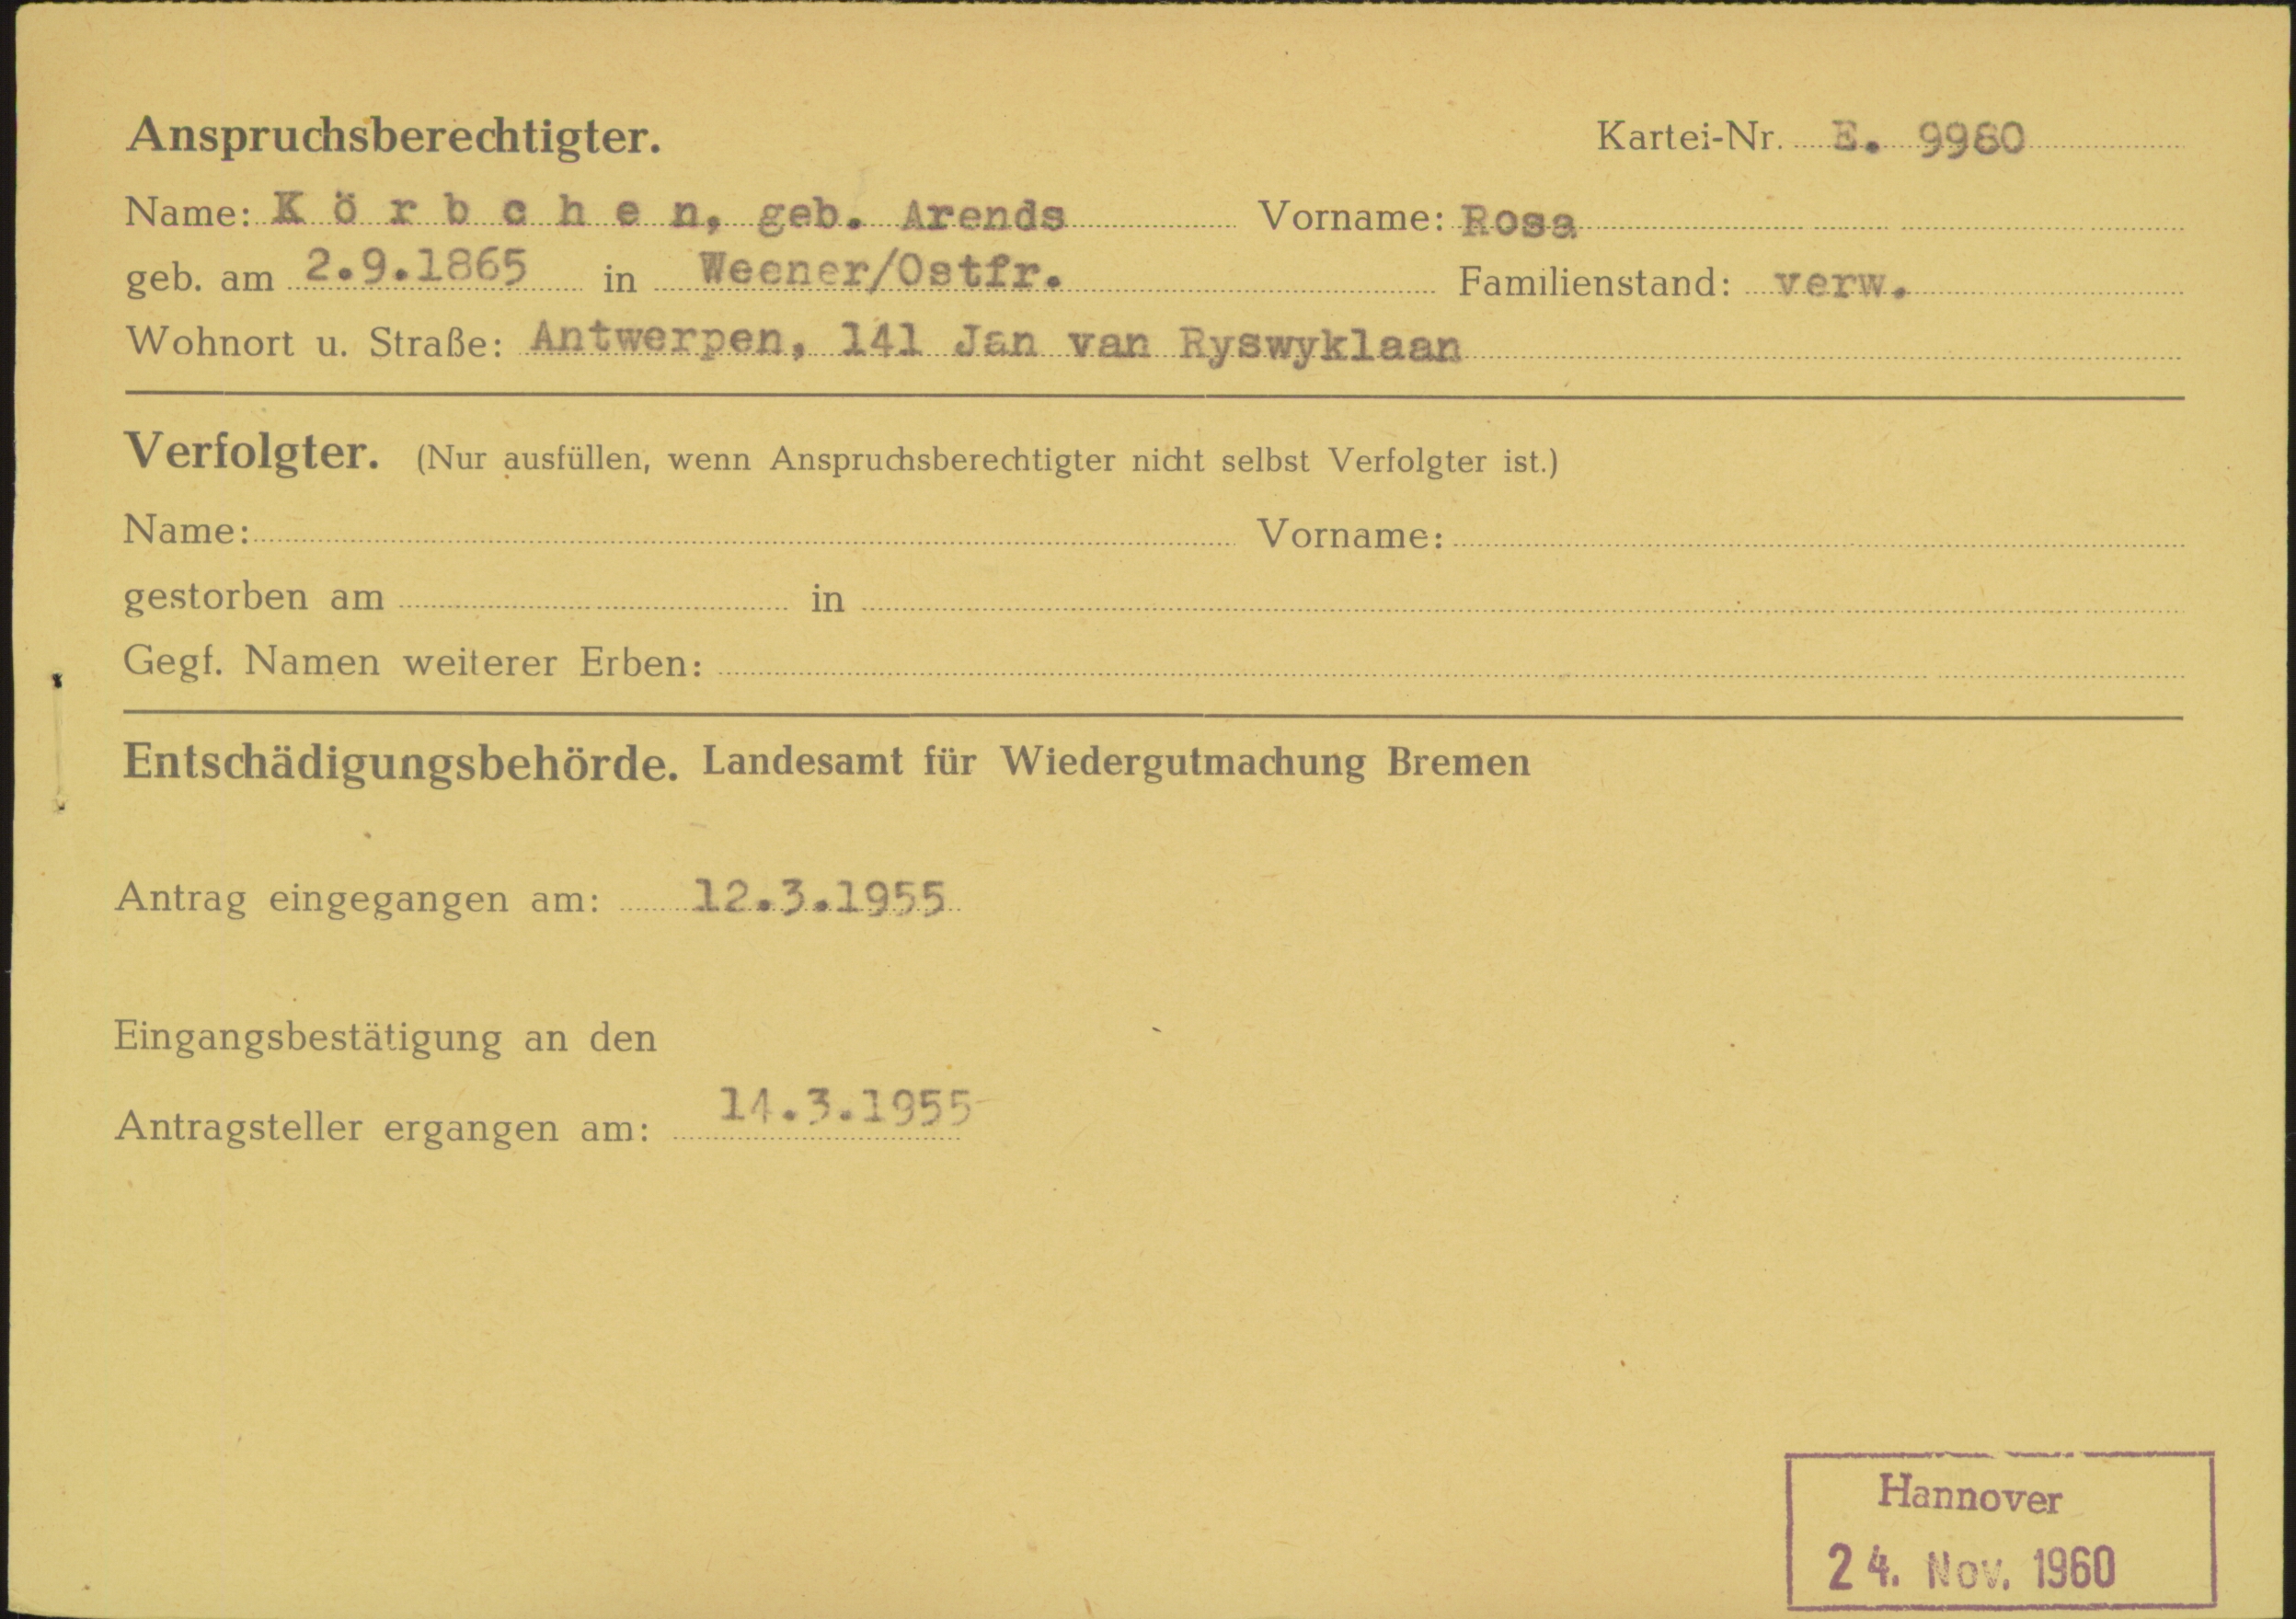 Anspruchsberechtigter.
Kartei-Nr. E. 9980
Name: Körbchen, geb. Arends Vorname: Rosa
geb. am 2.9.1865 in Weener/Ostfr. Familienstand: verw.
Wohnort u. Straße: Antwerpen, 141 Jan van Ryswyklaan
Verfolgter. (Nur ausfüllen, wenn Anspruchsberechtigter nicht selbst Verfolgter ist.)
Name: Vorname:
gestorben am in
Gegf. Namen weiterer Erben:
Entschädigungsbehörde. Landesamt für Wiedergutmachung Bremen
Antrag eingegangen am: 12.3.1955
Eingangsbestätigung an den
Antragsteller ergangen am: 14.3.1955
Hannover
24. Nov. 1960